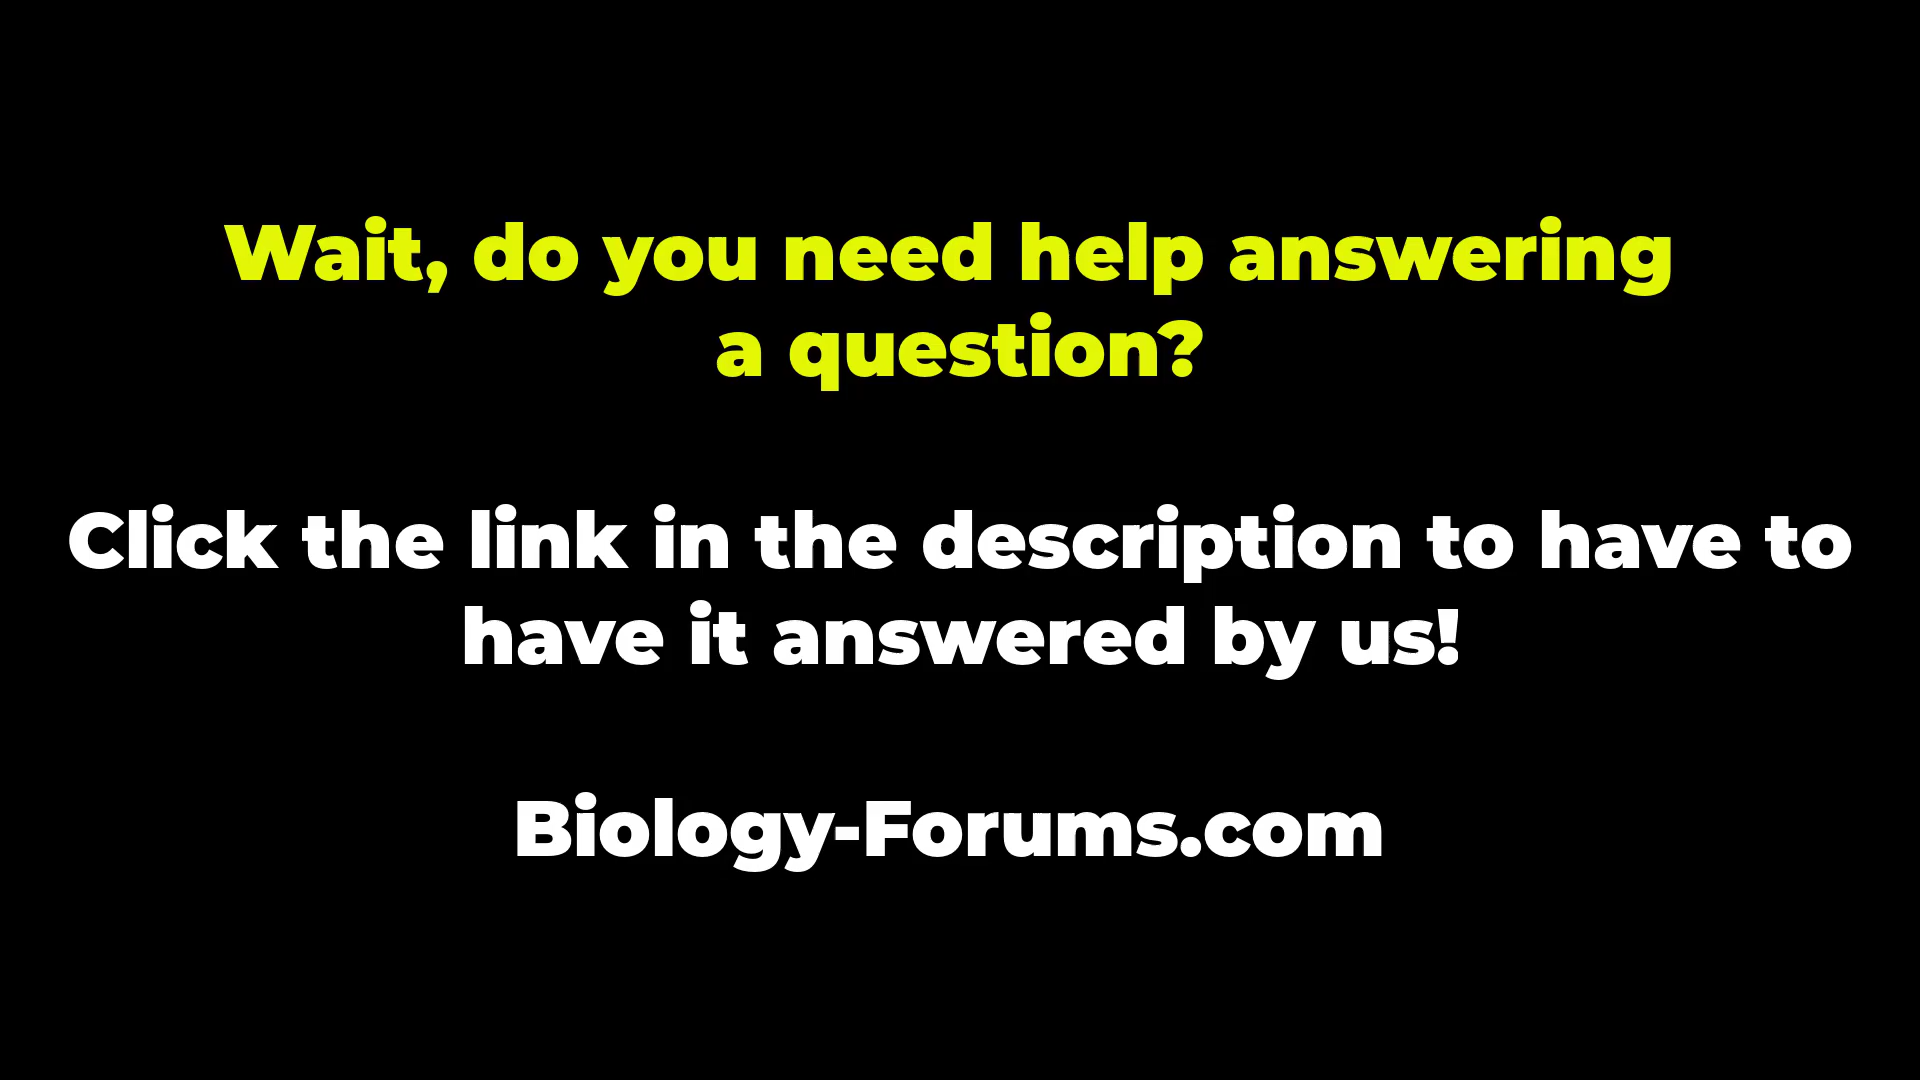 Wait, do you need help answering
a question?
Click the link in the description to have to
have it answered by us!
Biology-Forums.com